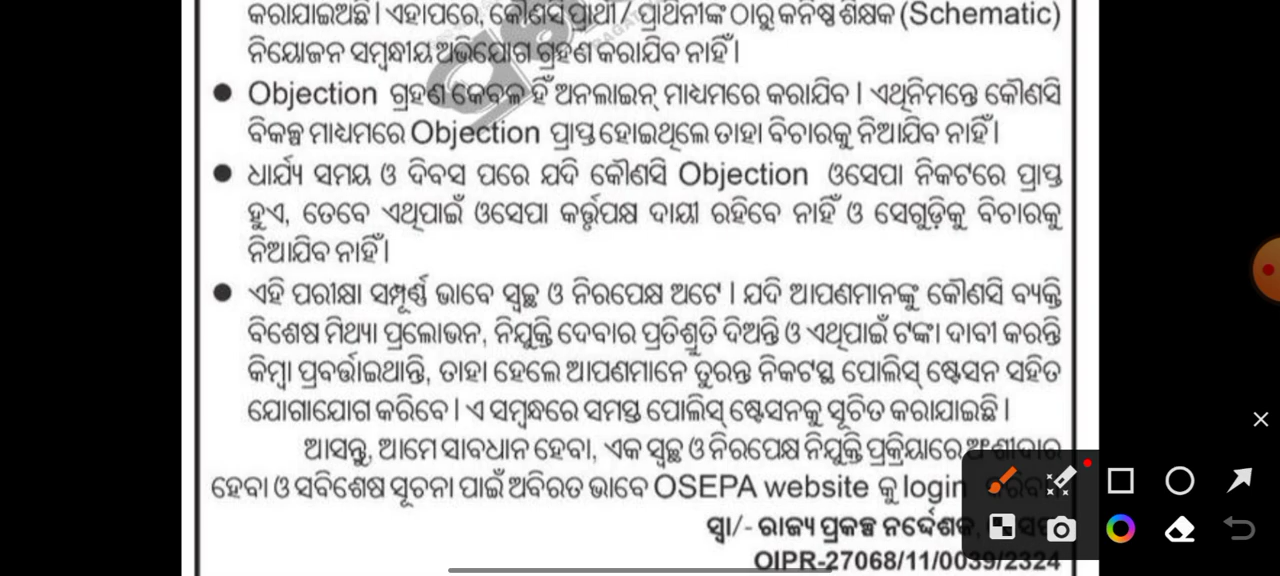 କରାଯାଇଅଛି । ଏହାପରେ, କୌଣସି ପ୍ରାର୍ଥୀ / ପ୍ରାର୍ଥିନୀଙ୍କ ଠାରୁ କନିଷ୍ଠ ଶିକ୍ଷକ (Schematic)
ନିୟୋଜନ ସମ୍ବନ୍ଧୀୟ ଅଭିଯୋଗ ଗ୍ରହଣ କରାଯିବ ନାହିଁ ।
● Objection ଗ୍ରହଣ କେବଳ ହିଁ ଅନଲାଇନ୍ ମାଧ୍ୟମରେ କରାଯିବ । ଏଥିନିମନ୍ତେ କୌଣସି
ବିକଳ୍ପ ମାଧ୍ୟମରେ Objection ପ୍ରାପ୍ତ ହୋଇଥିଲେ ତାହା ବିଚାରକୁ ନିଆଯିବ ନାହିଁ ।
● ଧାର୍ଯ୍ୟ ସମୟ ଓ ଦିବସ ପରେ ଯଦି କୌଣସି Objection ଓସେପା ନିକଟରେ ପ୍ରାପ୍ତ
ହୁଏ, ତେବେ ଏଥିପାଇଁ ଓସେପା କର୍ତ୍ତୃପକ୍ଷ ଦାୟୀ ରହିବେ ନାହିଁ ଓ ସେଗୁଡ଼ିକୁ ବିଚାରକୁ
ନିଆଯିବ ନାହିଁ ।
● ଏହି ପରୀକ୍ଷା ସମ୍ପୂର୍ଣ୍ଣ ଭାବେ ସ୍ୱଚ୍ଛ ଓ ନିରପେକ୍ଷ ଅଟେ । ଯଦି ଆପଣମାନଙ୍କୁ କୌଣସି ବ୍ୟକ୍ତି
ବିଶେଷ ମିଥ୍ୟା ପ୍ରଲୋଭନ, ନିଯୁକ୍ତି ଦେବାର ପ୍ରତିଶ୍ରୁତି ଦିଅନ୍ତି ଓ ଏଥିପାଇଁ ଟଙ୍କା ଦାବୀ କରନ୍ତି
କିମ୍ବା ପ୍ରବର୍ତ୍ତାଇଥାନ୍ତି, ତାହା ହେଲେ ଆପଣମାନେ ତୁରନ୍ତ ନିକଟସ୍ଥ ପୋଲିସ୍ ଷ୍ଟେସନ ସହିତ
ଯୋଗାଯୋଗ କରିବେ । ଏ ସମ୍ବନ୍ଧରେ ସମସ୍ତ ପୋଲିସ୍ ଷ୍ଟେସନକୁ ସୂଚିତ କରାଯାଇଛି ।
ଆସନ୍ତୁ, ଆମେ ସାବଧାନ ହେବା, ଏକ ସ୍ୱଚ୍ଛ ଓ ନିରପେକ୍ଷ ନିଯୁକ୍ତି ପ୍ରକ୍ରିୟାରେ ଅଂଶୀଦାର
ହେବା ଓ ସବିଶେଷ ସୂଚନା ପାଇଁ ଅବିରତ ଭାବେ OSEPA website କୁ login
ସ୍ୱା/- ରାଜ୍ୟ ପ୍ରକଳ୍ପ ନିର୍ଦ୍ଦେଶକ,
OIPR-27068/11/0039/2324